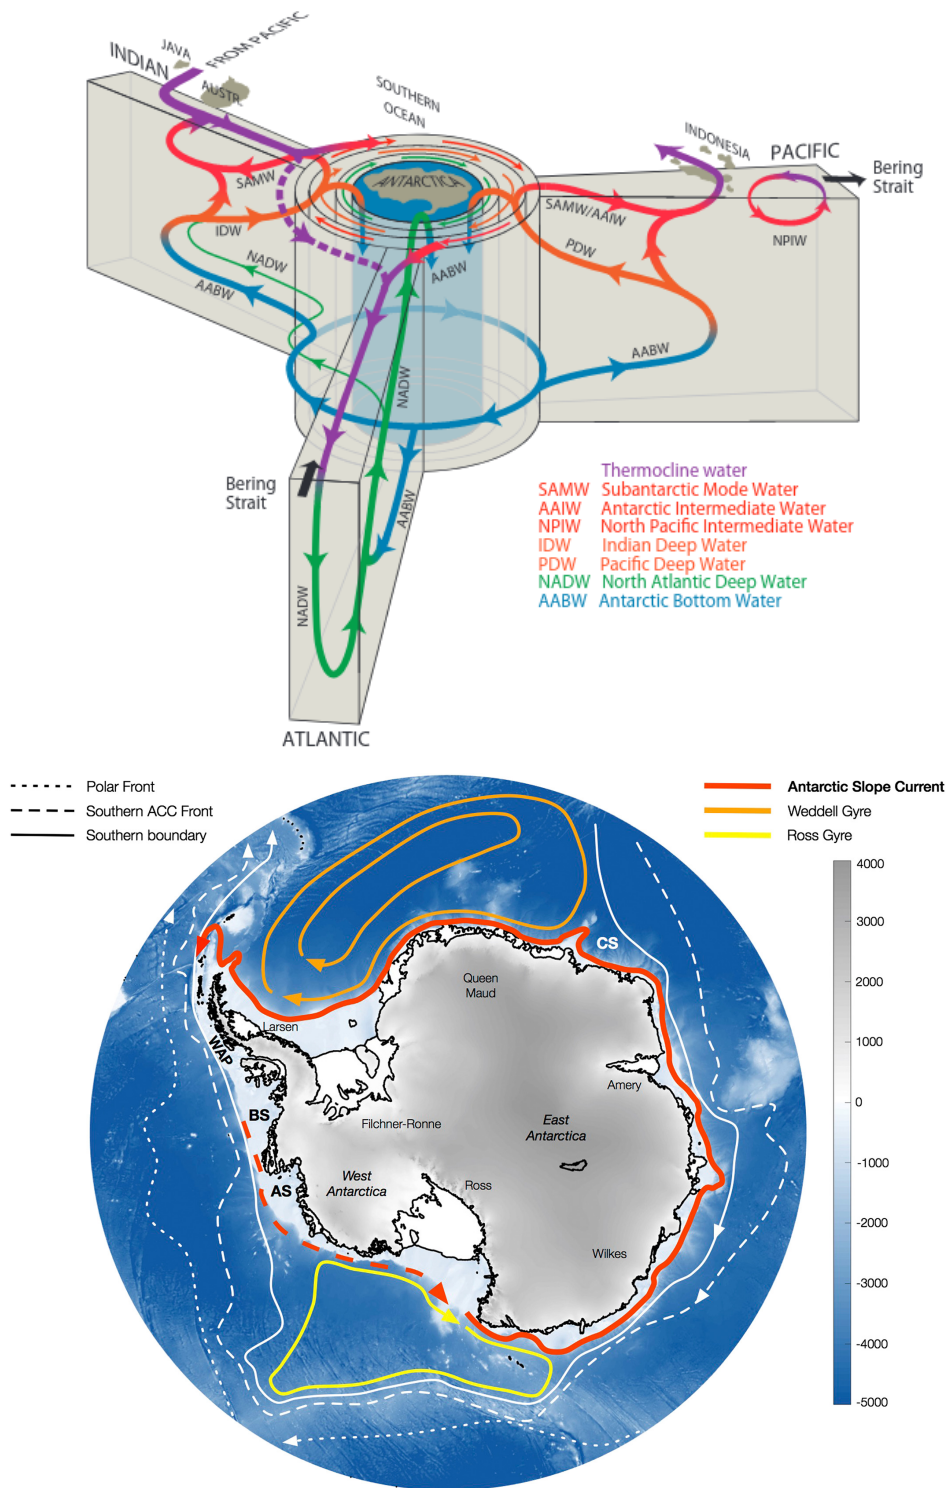 FROM PACIFIC
JAVA
INDIAN
AUSTR.
SOUTHERN
OCEAN
ANTARCTICA
INDONESIA
PACIFIC
Bering
Strait
SAMW
SAMW/AAIW
NPIW
IDW
PDW
NADW
AABW
AABW
AABW
NADW
AABW
NADW
Bering
Strait
ATLANTIC
Thermocline water
SAMW Subantarctic Mode Water
AAIW Antarctic Intermediate Water
NPIW North Pacific Intermediate Water
IDW Indian Deep Water
PDW Pacific Deep Water
NADW North Atlantic Deep Water
AABW Antarctic Bottom Water
Polar Front
Southern ACC Front
Southern boundary
Antarctic Slope Current
Weddell Gyre
Ross Gyre
4000
3000
2000
1000
0
-1000
-2000
-3000
-4000
-5000
CS
Queen
Maud
Larsen
WAP
Amery
BS
Filchner-Ronne
East
Antarctica
West
Antarctica
AS
Ross
Wilkes